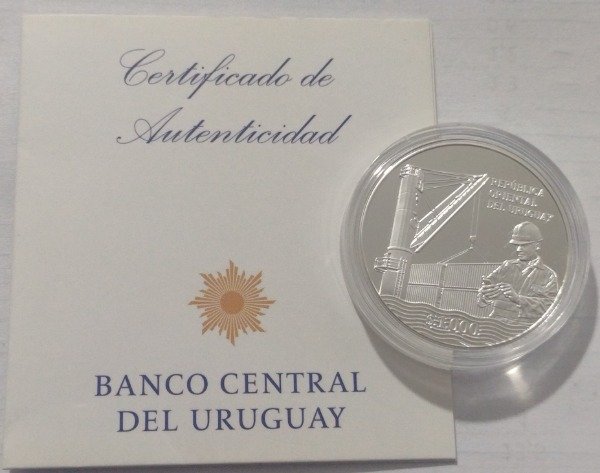 Certificado de
Autenticidad
BANCO CENTRAL
DEL URUGUAY
REPÚBLICA
ORIENTAL
DEL URUGUAY
$1000